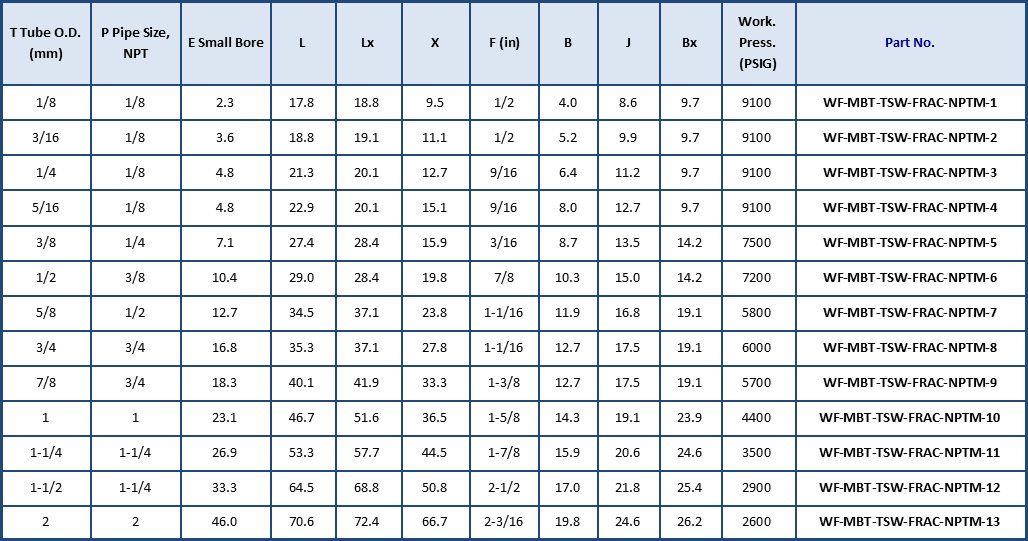 T Tube O.D. (mm) P Pipe Size, NPT E Small Bore L Lx X F (in) B J Bx Work. Press. (PSIG) Part No.
1/8 1/8 2.3 17.8 18.8 9.5 1/2 4.0 8.6 9.7 9100 WF-MBT-TSW-FRAC-NPTM-1
3/16 1/8 3.6 18.8 19.1 11.1 1/2 5.2 9.9 9.7 9100 WF-MBT-TSW-FRAC-NPTM-2
1/4 1/8 4.8 21.3 20.1 12.7 9/16 6.4 11.2 9.7 9100 WF-MBT-TSW-FRAC-NPTM-3
5/16 1/8 4.8 22.9 20.1 15.1 9/16 8.0 12.7 9.7 9100 WF-MBT-TSW-FRAC-NPTM-4
3/8 1/4 7.1 27.4 28.4 15.9 3/16 8.7 13.5 14.2 7500 WF-MBT-TSW-FRAC-NPTM-5
1/2 3/8 10.4 29.0 28.4 19.8 7/8 10.3 15.0 14.2 7200 WF-MBT-TSW-FRAC-NPTM-6
5/8 1/2 12.7 34.5 37.1 23.8 1-1/16 11.9 16.8 19.1 5800 WF-MBT-TSW-FRAC-NPTM-7
3/4 3/4 16.8 35.3 37.1 27.8 1-1/16 12.7 17.5 19.1 6000 WF-MBT-TSW-FRAC-NPTM-8
7/8 3/4 18.3 40.1 41.9 33.3 1-3/8 12.7 17.5 19.1 5700 WF-MBT-TSW-FRAC-NPTM-9
1 1 23.1 46.7 51.6 36.5 1-5/8 14.3 19.1 23.9 4400 WF-MBT-TSW-FRAC-NPTM-10
1-1/4 1-1/4 26.9 53.3 57.7 44.5 1-7/8 15.9 20.6 24.6 3500 WF-MBT-TSW-FRAC-NPTM-11
1-1/2 1-1/4 33.3 64.5 68.8 50.8 2-1/2 17.0 21.8 25.4 2900 WF-MBT-TSW-FRAC-NPTM-12
2 2 46.0 70.6 72.4 66.7 2-3/16 19.8 24.6 26.2 2600 WF-MBT-TSW-FRAC-NPTM-13